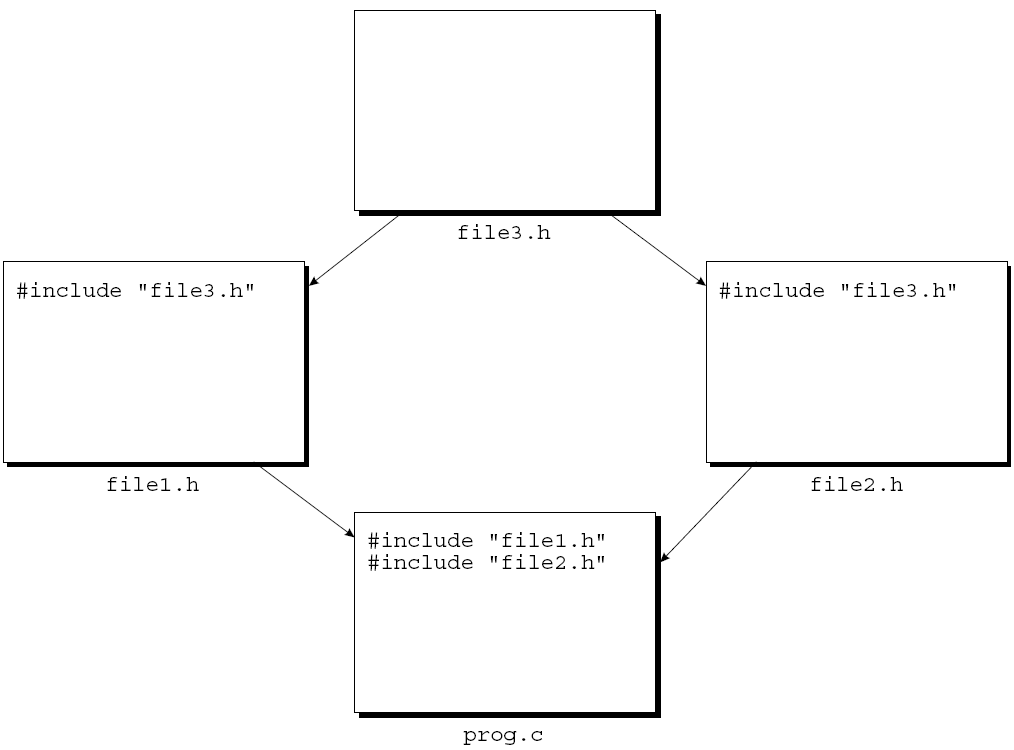 file3.h
#include "file3.h"
file1.h
#include "file3.h"
file2.h
#include "file1.h"
#include "file2.h"
prog.c